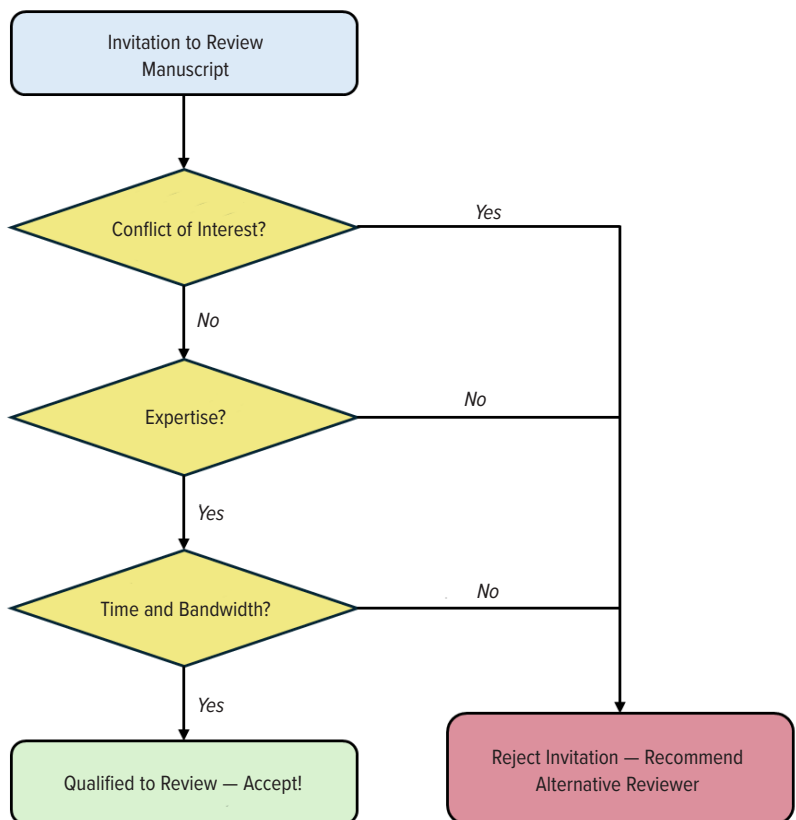 Invitation to Review
Manuscript
Conflict of Interest?
Yes
No
Expertise?
No
Yes
Time and Bandwidth?
No
Yes
Qualified to Review — Accept!
Reject Invitation — Recommend
Alternative Reviewer